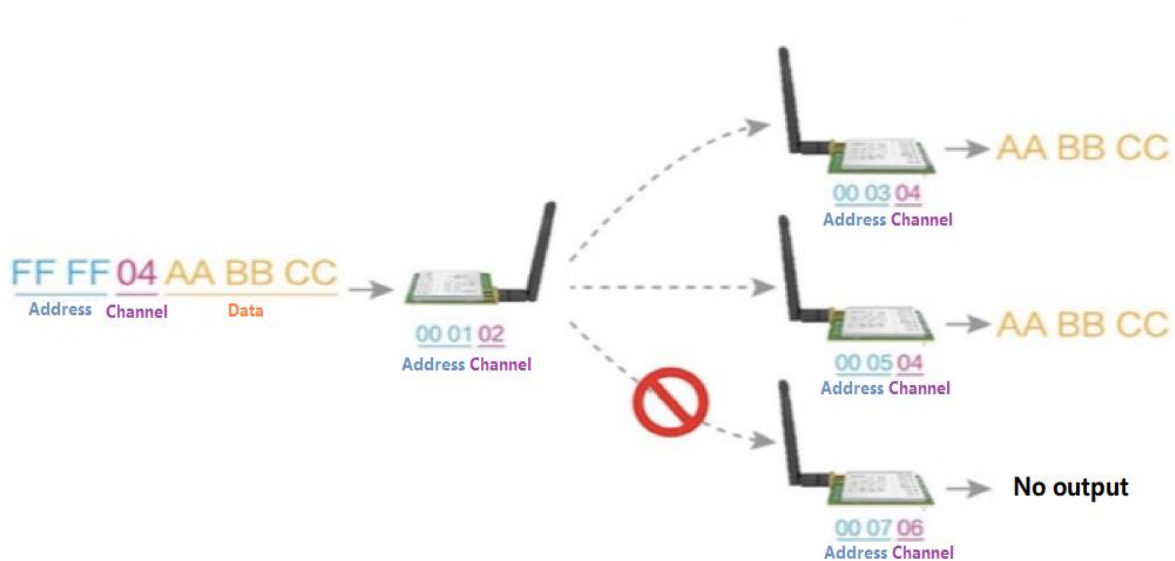 FF FF 04 AA BB CC
Address Channel Data
00 01 02
Address Channel
AA BB CC
00 03 04
Address Channel
AA BB CC
00 05 04
Address Channel
No output
00 07 06
Address Channel